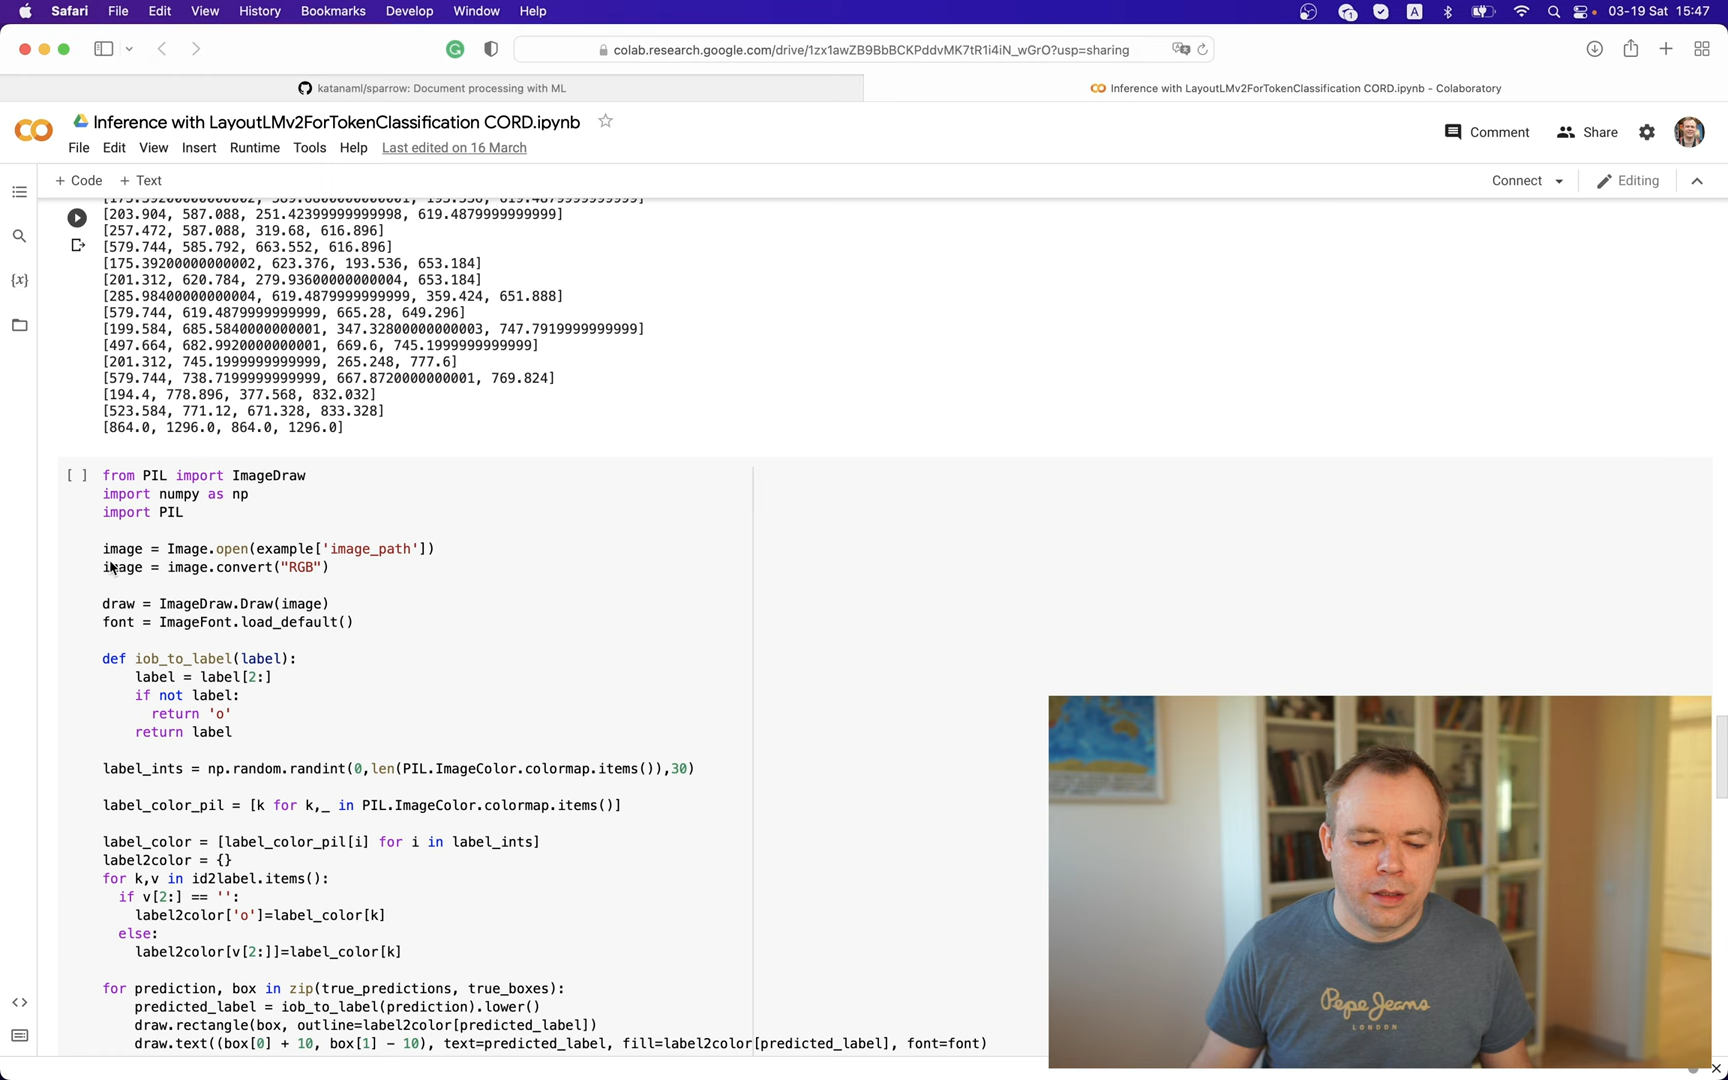 Safari File Edit View History Bookmarks Develop Window Help
1 A 03-19 Sat 15:47
colab.research.google.com/drive/1zx1awZB9BbBCKPddvMK7tR1i4iN_wGrO?usp=sharing
katanaml/sparrow: Document processing with ML
Inference with LayoutLMv2ForTokenClassification CORD.ipynb - Colaboratory
Inference with LayoutLMv2ForTokenClassification CORD.ipynb
Comment Share
File Edit View Insert Runtime Tools Help Last edited on 16 March
+ Code + Text
Connect Editing
[203.904, 587.088, 251.42399999999998, 619.4879999999999]
[257.472, 587.088, 319.68, 616.896]
[579.744, 585.792, 663.552, 616.896]
[175.39200000000002, 623.376, 193.536, 653.184]
[201.312, 620.784, 279.93600000000004, 653.184]
[285.98400000000004, 619.4879999999999, 359.424, 651.888]
[579.744, 619.4879999999999, 665.28, 649.296]
[199.584, 685.5840000000001, 347.32800000000003, 747.7919999999999]
[497.664, 682.9920000000001, 669.6, 745.1999999999999]
[201.312, 745.1999999999999, 265.248, 777.6]
[579.744, 738.7199999999999, 667.8720000000001, 769.824]
[194.4, 778.896, 377.568, 832.032]
[523.584, 771.12, 671.328, 833.328]
[864.0, 1296.0, 864.0, 1296.0]
[ ] from PIL import ImageDraw
import numpy as np
import PIL
image = Image.open(example['image_path'])
image = image.convert("RGB")
draw = ImageDraw.Draw(image)
font = ImageFont.load_default()
def iob_to_label(label):
label = label[2:]
if not label:
return 'o'
return label
label_ints = np.random.randint(0,len(PIL.ImageColor.colormap.items()),30)
label_color_pil = [k for k,_ in PIL.ImageColor.colormap.items()]
label_color = [label_color_pil[i] for i in label_ints]
label2color = {}
for k,v in id2label.items():
if v[2:] == '':
label2color['o']=label_color[k]
else:
label2color[v[2:]]=label_color[k]
for prediction, box in zip(true_predictions, true_boxes):
predicted_label = iob_to_label(prediction).lower()
draw.rectangle(box, outline=label2color[predicted_label])
draw.text((box[0] + 10, box[1] - 10), text=predicted_label, fill=label2color[predicted_label], font=font)
Pepe Jeans
LONDON